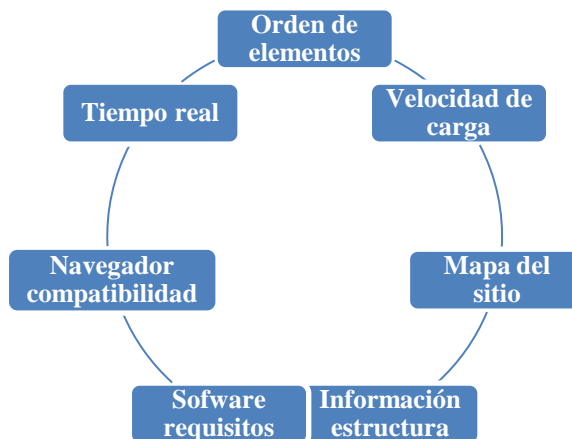 Orden de
elementos
Velocidad de
carga
Mapa del
sitio
Información
estructura
Sofware
requisitos
Navegador
compatibilidad
Tiempo real